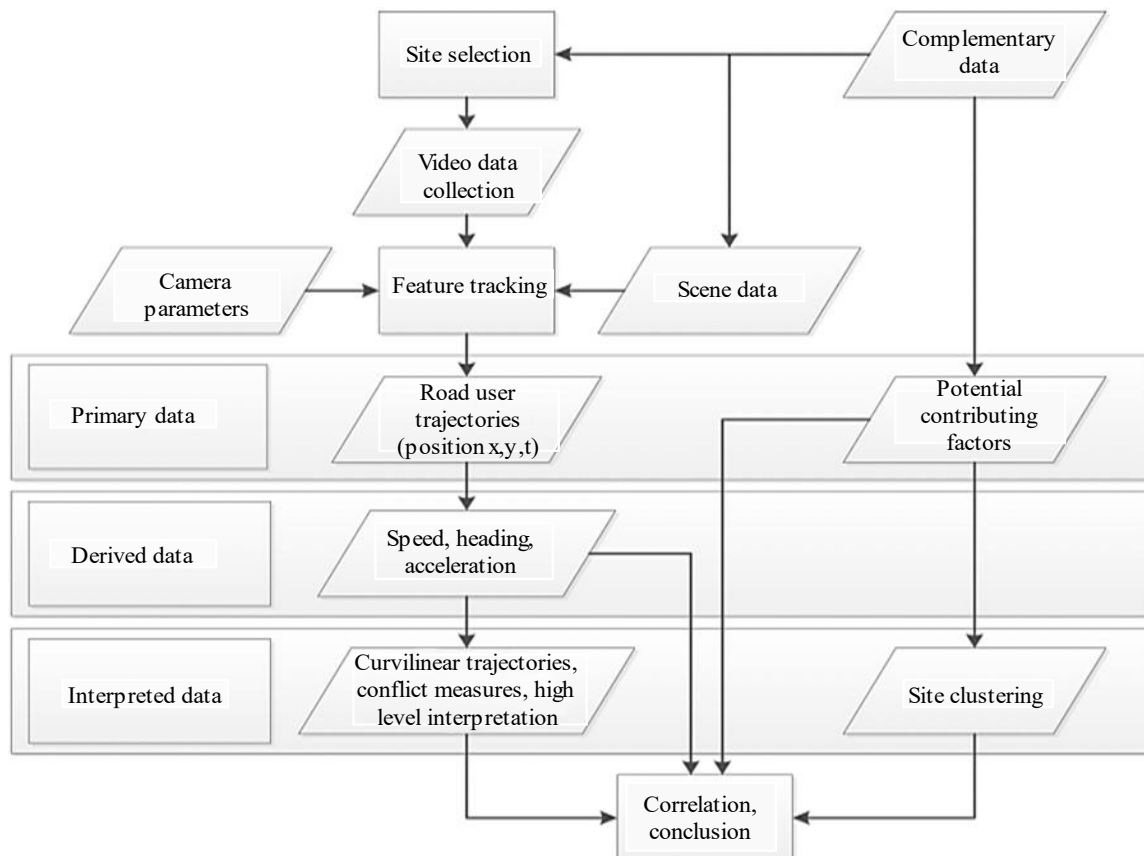 Site selection
Complementary
data
Video data
collection
Camera
parameters
Feature tracking
Scene data
Primary data
Road user
trajectories
(position x,y,t)
Potential
contributing
factors
Derived data
Speed, heading,
acceleration
Interpreted data
Curvilinear trajectories,
conflict measures, high
level interpretation
Site clustering
Correlation,
conclusion